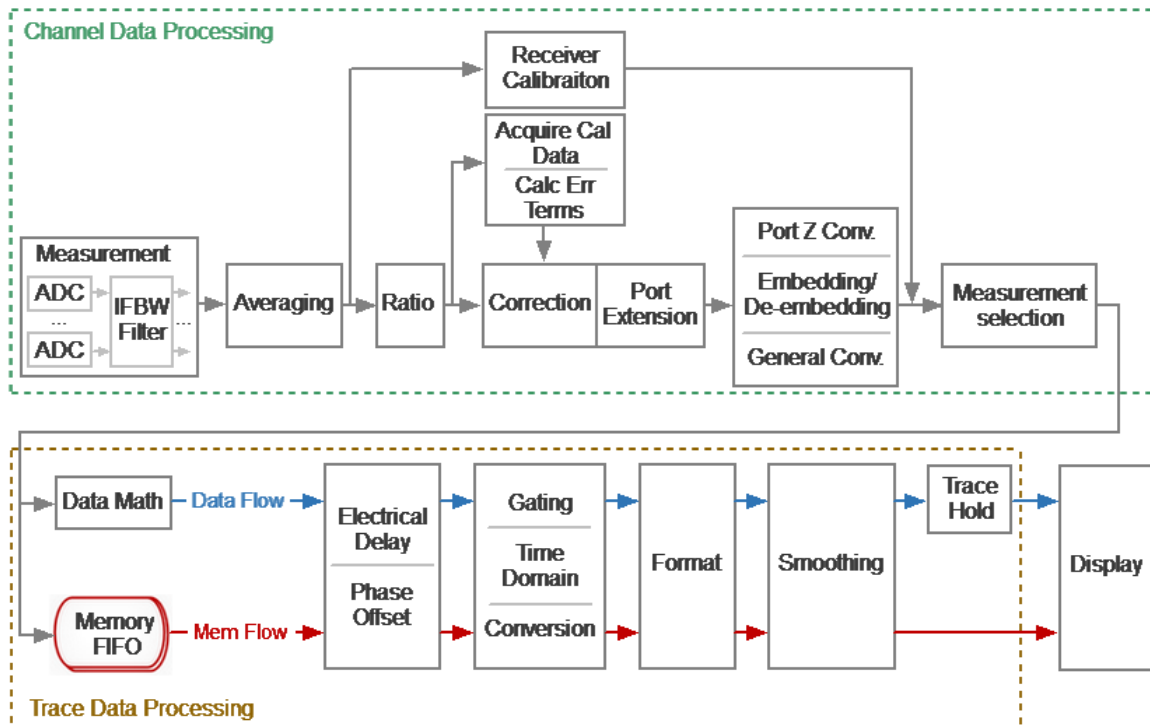 Channel Data Processing
Receiver
Calibraiton
Acquire Cal
Data
Calc Err
Terms
Measurement
ADC
...
ADC
IFBW
Filter
...
Averaging
Ratio
Correction
Port
Extension
Port Z Conv.
Embedding/
De-embedding
General Conv.
Measurement
selection
Data Math
Data Flow
Memory
FIFO
Mem Flow
Electrical
Delay
Phase
Offset
Gating
Time
Domain
Conversion
Format
Smoothing
Trace
Hold
Display
Trace Data Processing